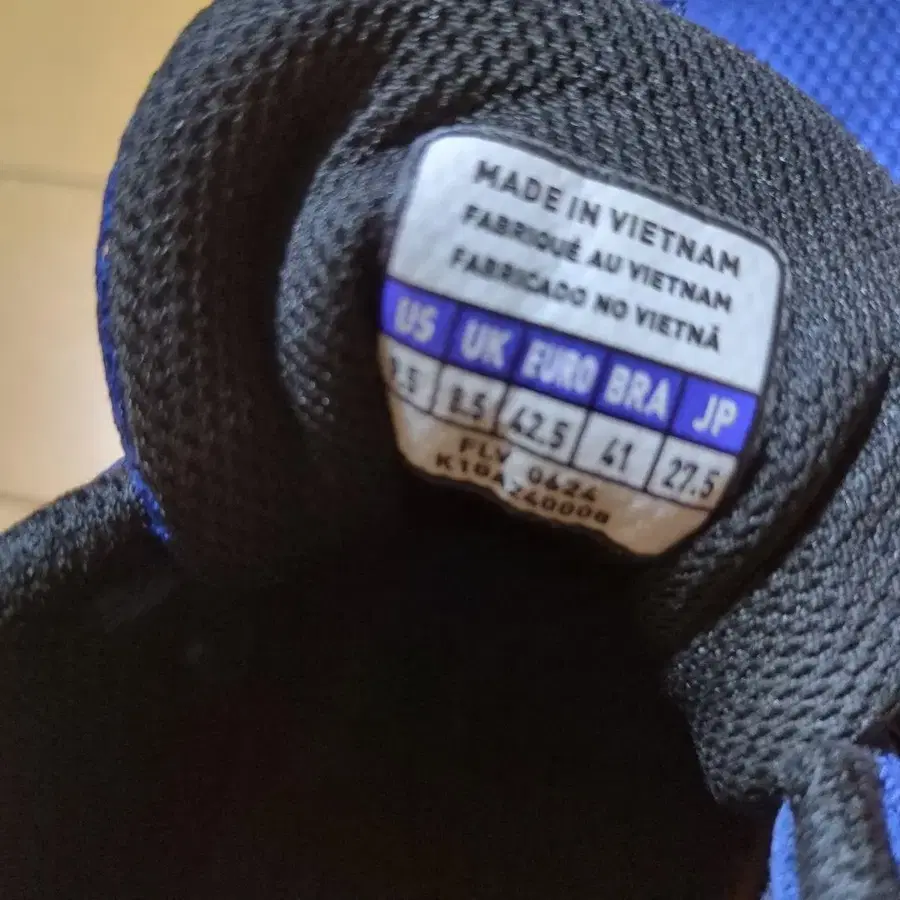 MADE IN VIETNAM
FABRIQUÉ AU VIETNAM
FABRICADO NO VIETNÃ
US UK EURO BRA JP
9.5 8.5 42.5 41 27.5
FLV 0624